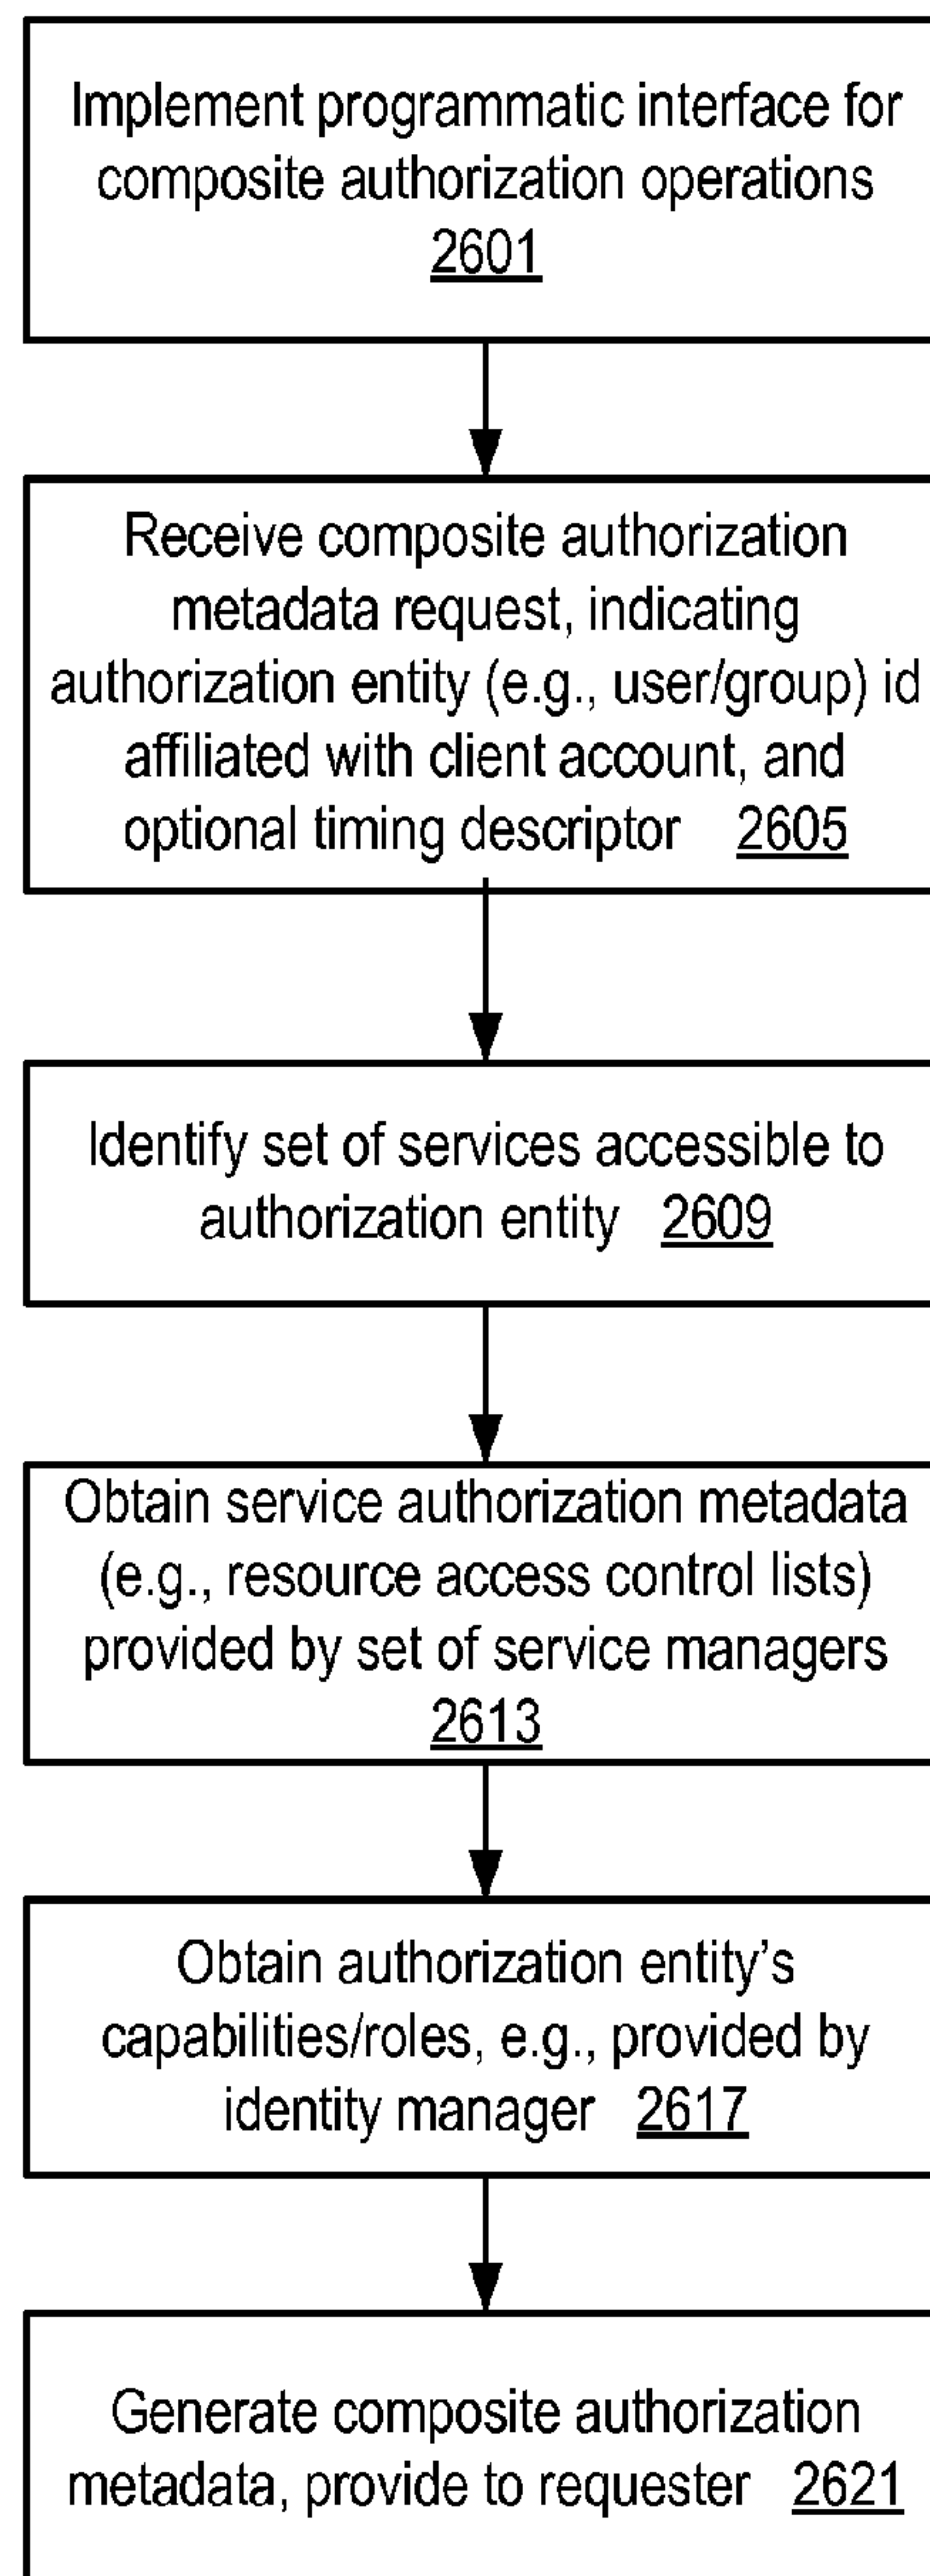 Implement programmatic interface for
composite authorization operations
2601
Receive composite authorization
metadata request, indicating
authorization entity (e.g., user/group) id
affiliated with client account, and
optional timing descriptor 2605
Identify set of services accessible to
authorization entity 2609
Obtain service authorization metadata
(e.g., resource access control lists)
provided by set of service managers
2613
Obtain authorization entity’s
capabilities/roles, e.g., provided by
identity manager 2617
Generate composite authorization
metadata, provide to requester 2621